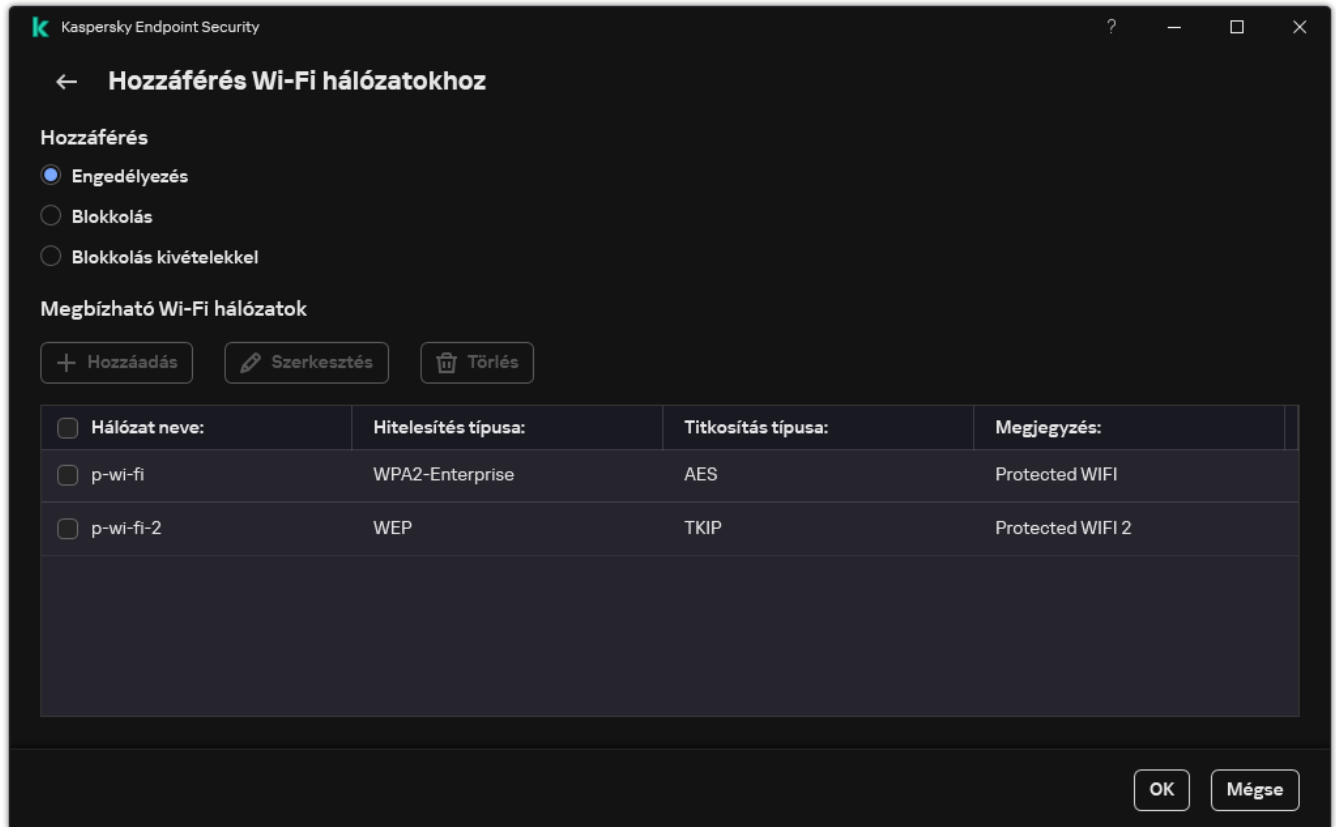 Kaspersky Endpoint Security ?
Hozzáférés Wi-Fi hálózatokhoz
Hozzáférés
Engedélyezés
Blokkolás
Blokkolás kivételekkel
Megbízható Wi-Fi hálózatok
Hozzáadás Szerkesztés Törlés
Hálózat neve: Hitelesítés típusa: Titkosítás típusa: Megjegyzés:
p-wi-fi WPA2-Enterprise AES Protected WIFI
p-wi-fi-2 WEP TKIP Protected WIFI 2
OK Mégse